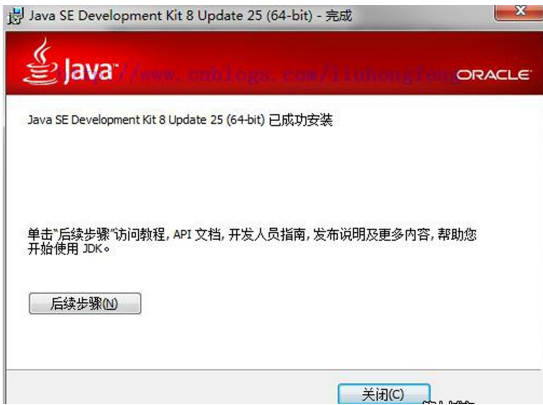 Java SE Development Kit 8 Update 25 (64-bit) - 完成
Java
ORACLE
Java SE Development Kit 8 Update 25 (64-bit) 已成功安装
单击“后续步骤”访问教程, API 文档, 开发人员指南, 发布说明及更多内容, 帮助您
开始使用 JDK。
后续步骤(N)
关闭(C)